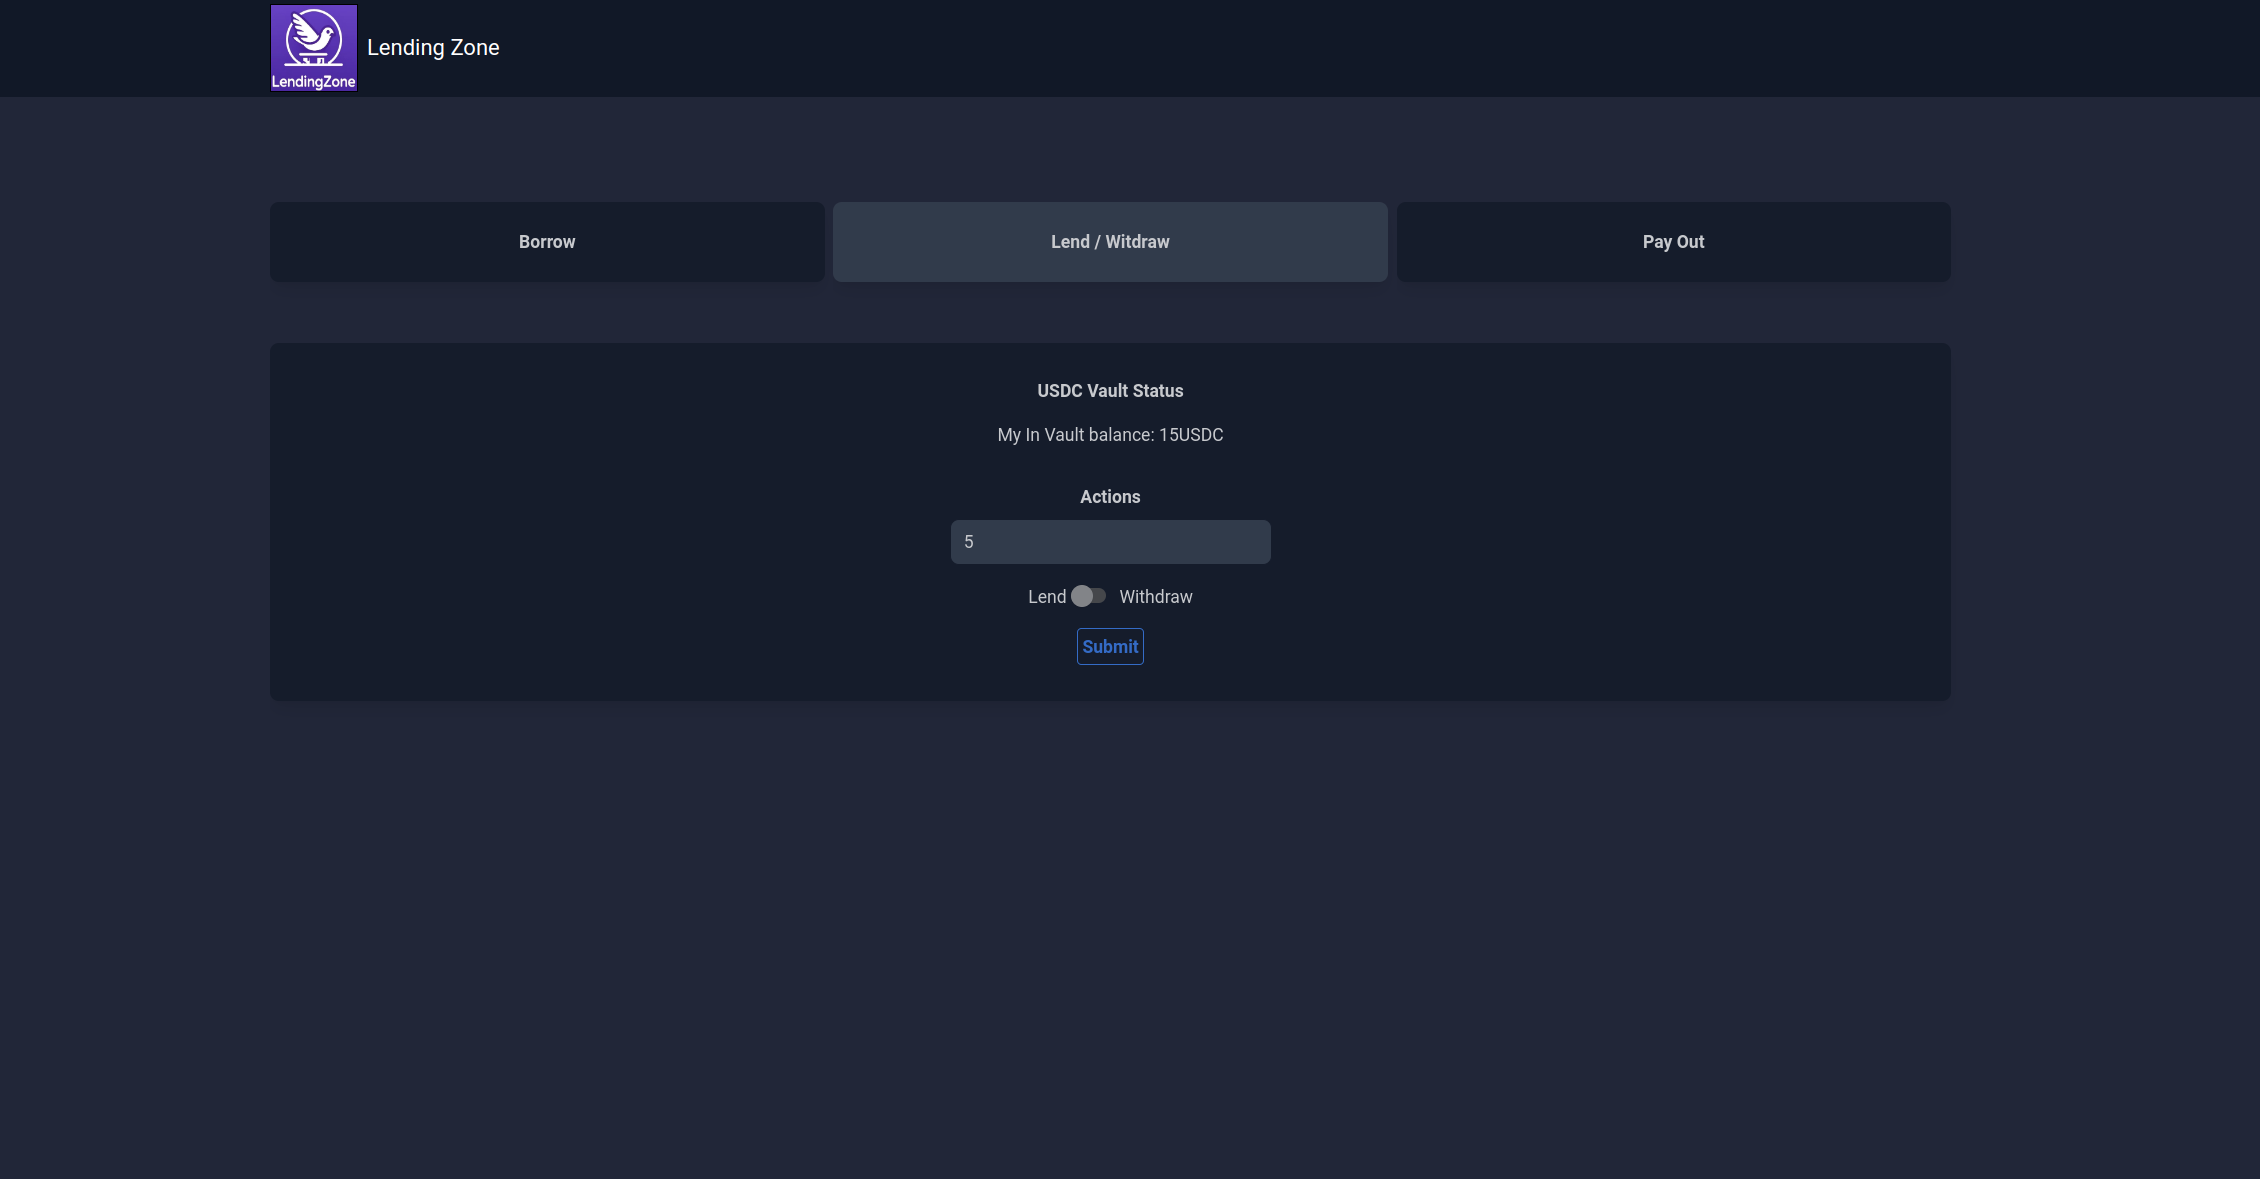 LendingZone
Lending Zone
Borrow
Lend / Witdraw
Pay Out
USDC Vault Status
My In Vault balance: 15USDC
Actions
5
Lend Withdraw
Submit